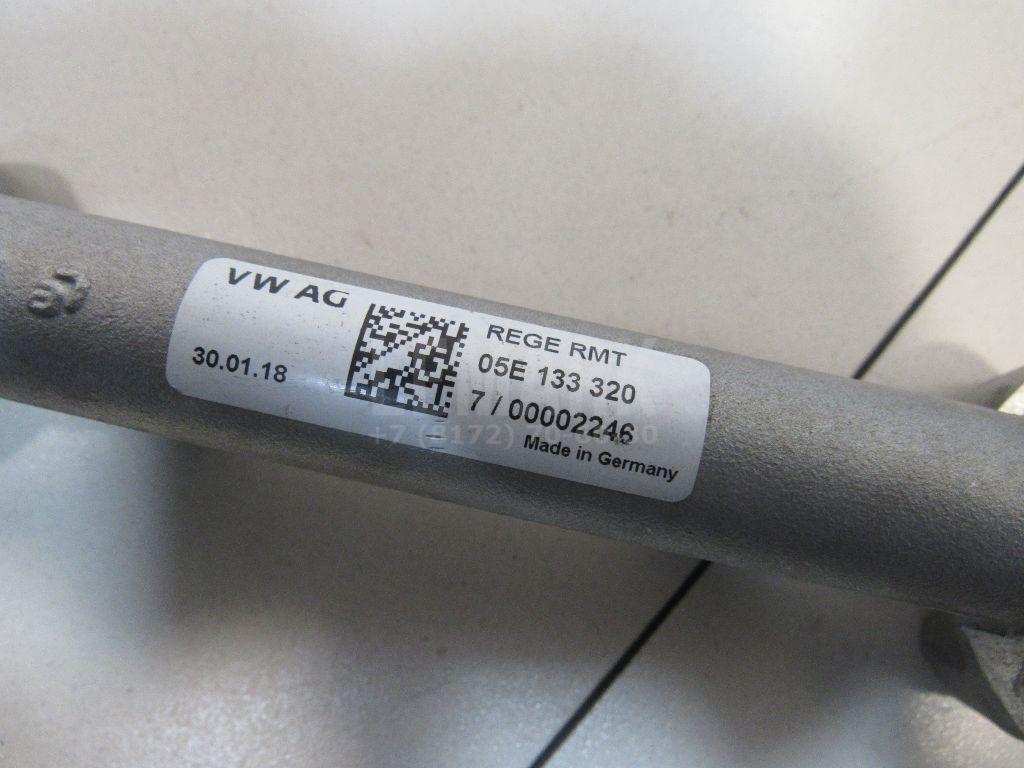 VW AG
30.01.18
REGE RMT
05E 133 320
7 / 00002246
Made in Germany